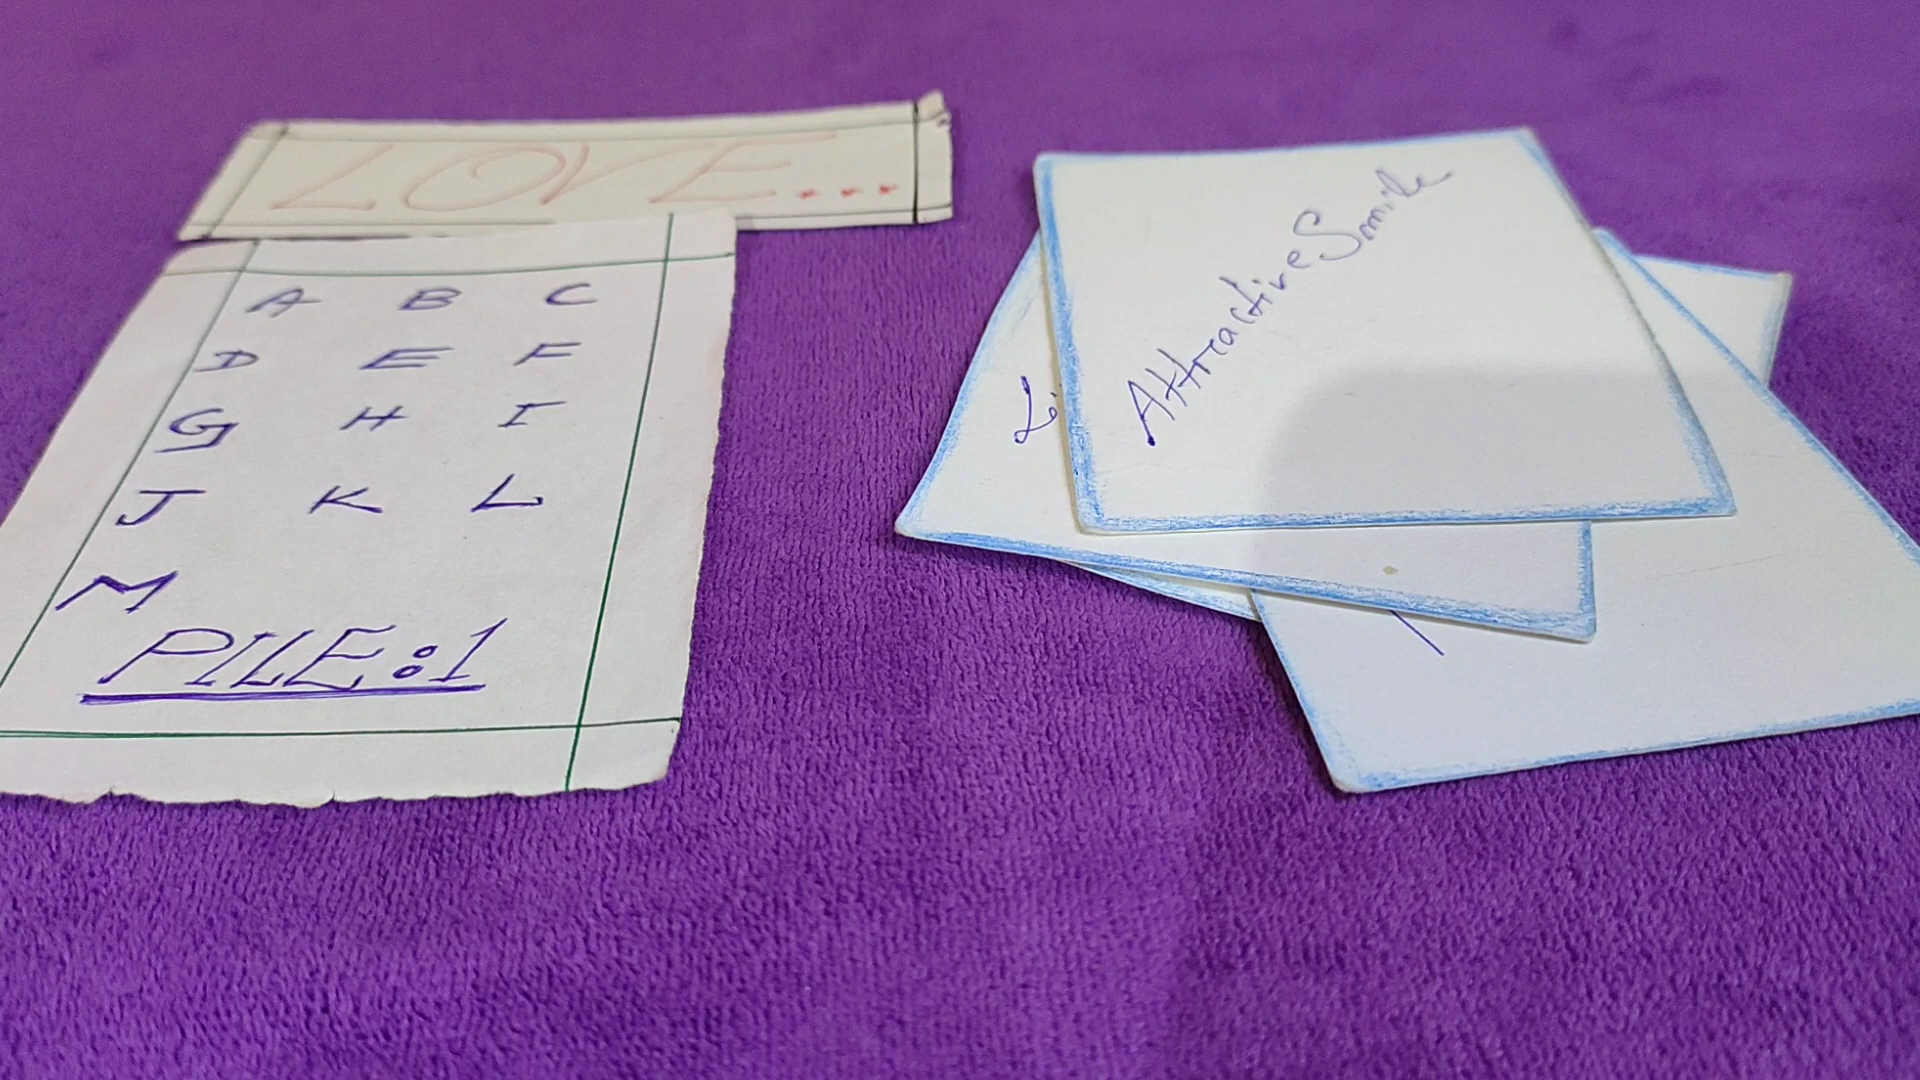 LOVE...
A B C
D E F
G H I
J K L
M
PILE:1
Attractive Smile